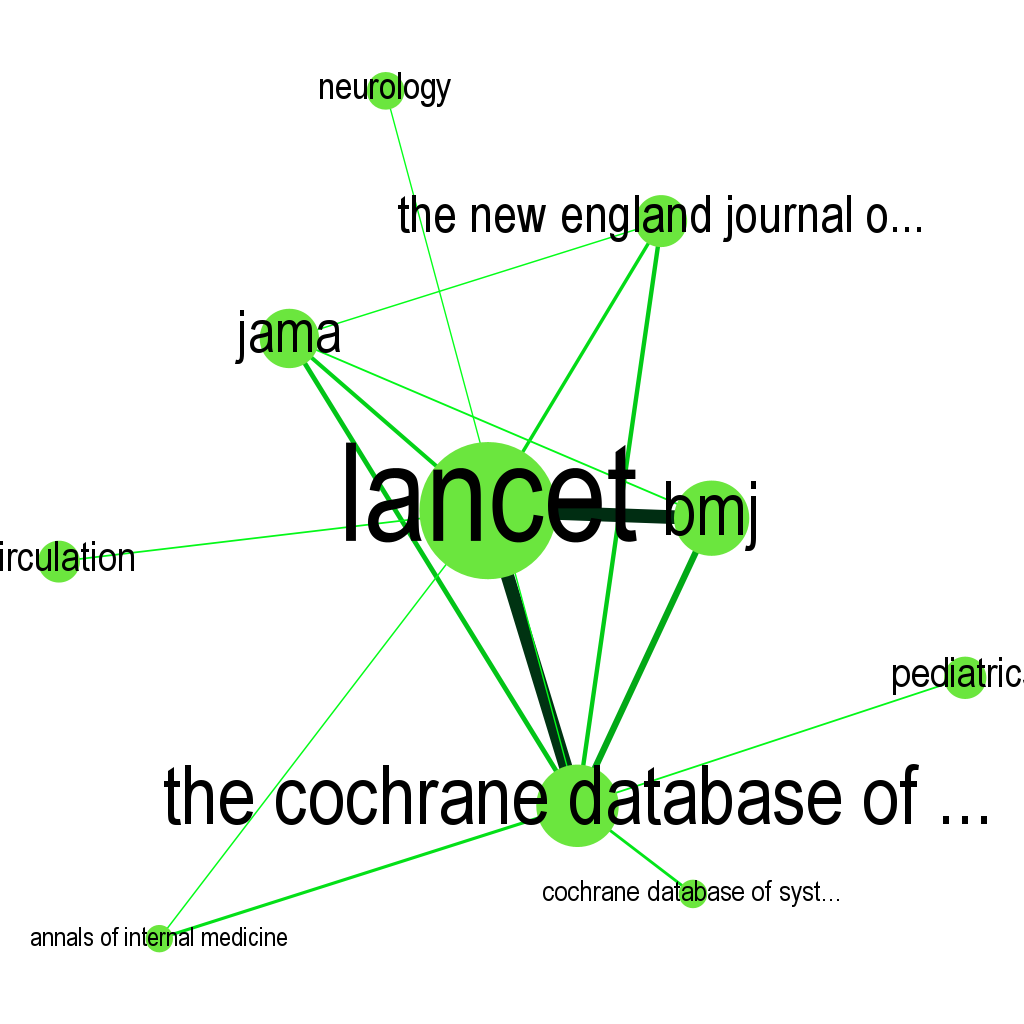 neurology
the new england journal o...
jama
lancet
bmj
irculation
pediatrics
the cochrane database of ...
cochrane database of syst...
annals of internal medicine